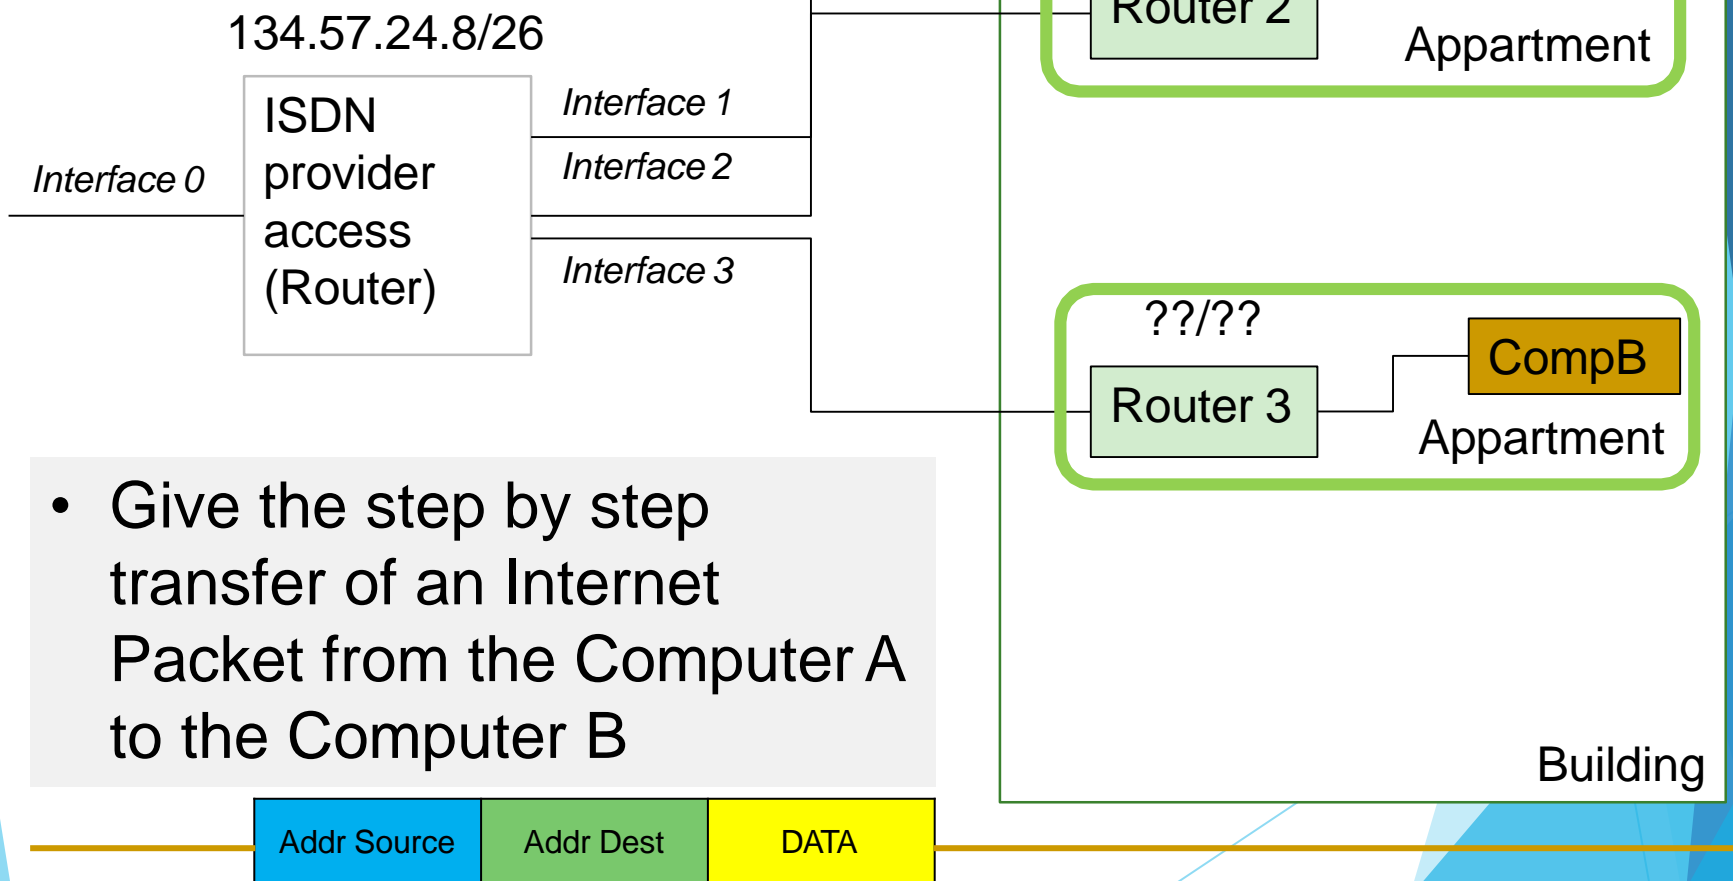 Router 2
134.57.24.8/26
Appartment
ISDN
provider
access
(Router)
Interface 0
Interface 1
Interface 2
Interface 3
??/??
CompB
Router 3
Appartment
• Give the step by step
transfer of an Internet
Packet from the Computer A
to the Computer B
Building
Addr Source
Addr Dest
DATA